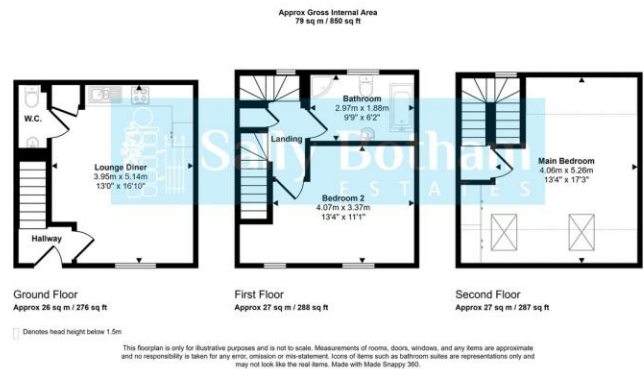 Approx Gross Internal Area
79 sq m / 850 sq ft
W.C.
Lounge Diner
3.95m x 5.14m
13'0" x 16'10"
Hallway
Bathroom
2.97m x 1.88m
9'9" x 6'2"
Landing
Bedroom 2
4.07m x 3.37m
13'4" x 11'1"
Main Bedroom
4.06m x 5.26m
13'4" x 17'3"
Sally Botham
ESTATES
Ground Floor
Approx 26 sq m / 276 sq ft
First Floor
Approx 27 sq m / 288 sq ft
Second Floor
Approx 27 sq m / 287 sq ft
Denotes head height below 1.5m
This floorplan is only for illustrative purposes and is not to scale. Measurements of rooms, doors, windows, and any items are approximate
and no responsibility is taken for any error, omission or mis-statement. Icons of items such as bathroom suites are representations only and
may not look like the real items. Made with Made Snappy 360.